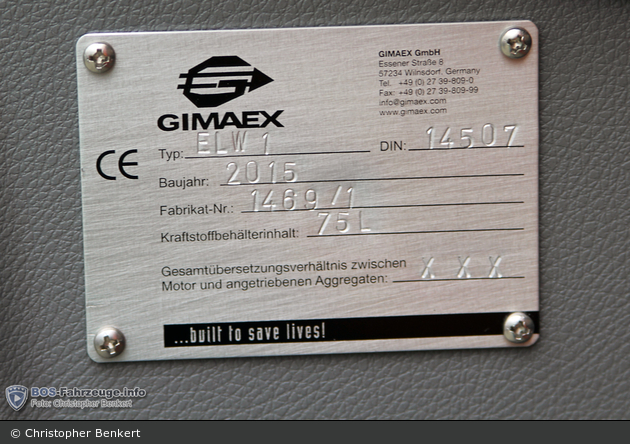 GIMAEX
GIMAEX GmbH
Essener Straße 8
57234 Wilnsdorf, Germany
Tel. +49 (0) 27 39-809-0
Fax: +49 (0) 27 39-809-99
info@gimaex.com
www.gimaex.com
CE
Typ: ELW 1 DIN: 14507
Baujahr: 2015
Fabrikat-Nr.: 1469/1
Kraftstoffbehälterinhalt: 75L
Gesamtübersetzungsverhältnis zwischen
Motor und angetriebenen Aggregaten: X X X
...built to save lives!
BOS-Fahrzeuge.Info
Foto: Christopher Benkert
© Christopher Benkert